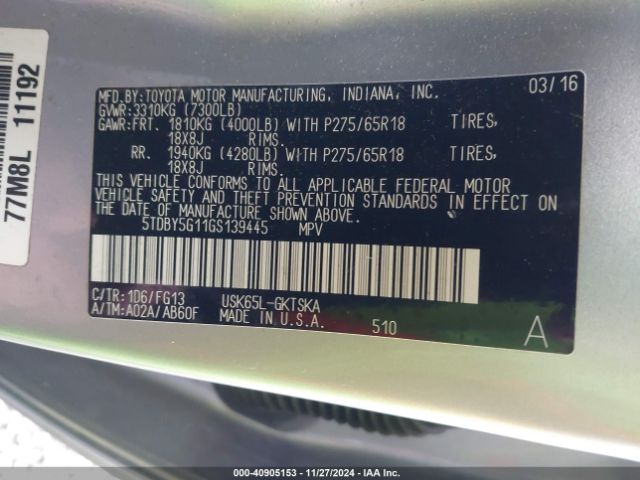 77M8L 11192
MFD.BY:TOYOTA MOTOR MANUFACTURING, INDIANA, INC. 03/16
GVWR:3310KG (7300LB)
GAWR:FRT. 1810KG (4000LB) WITH P275/65R18 TIRES,
18X8J RIMS.
RR. 1940KG (4280LB) WITH P275/65R18 TIRES,
18X8J RIMS.
THIS VEHICLE CONFORMS TO ALL APPLICABLE FEDERAL MOTOR
VEHICLE SAFETY AND THEFT PREVENTION STANDARDS IN EFFECT ON
THE DATE OF MANUFACTURE SHOWN ABOVE.
5TDBY5G11GS139445 MPV
C/TR:1D6/FG13 USK65L-GKTSKA
A/TM:A02A/AB60F MADE IN U.S.A. 510 A
000-40905153 - 11/27/2024 - IAA Inc.